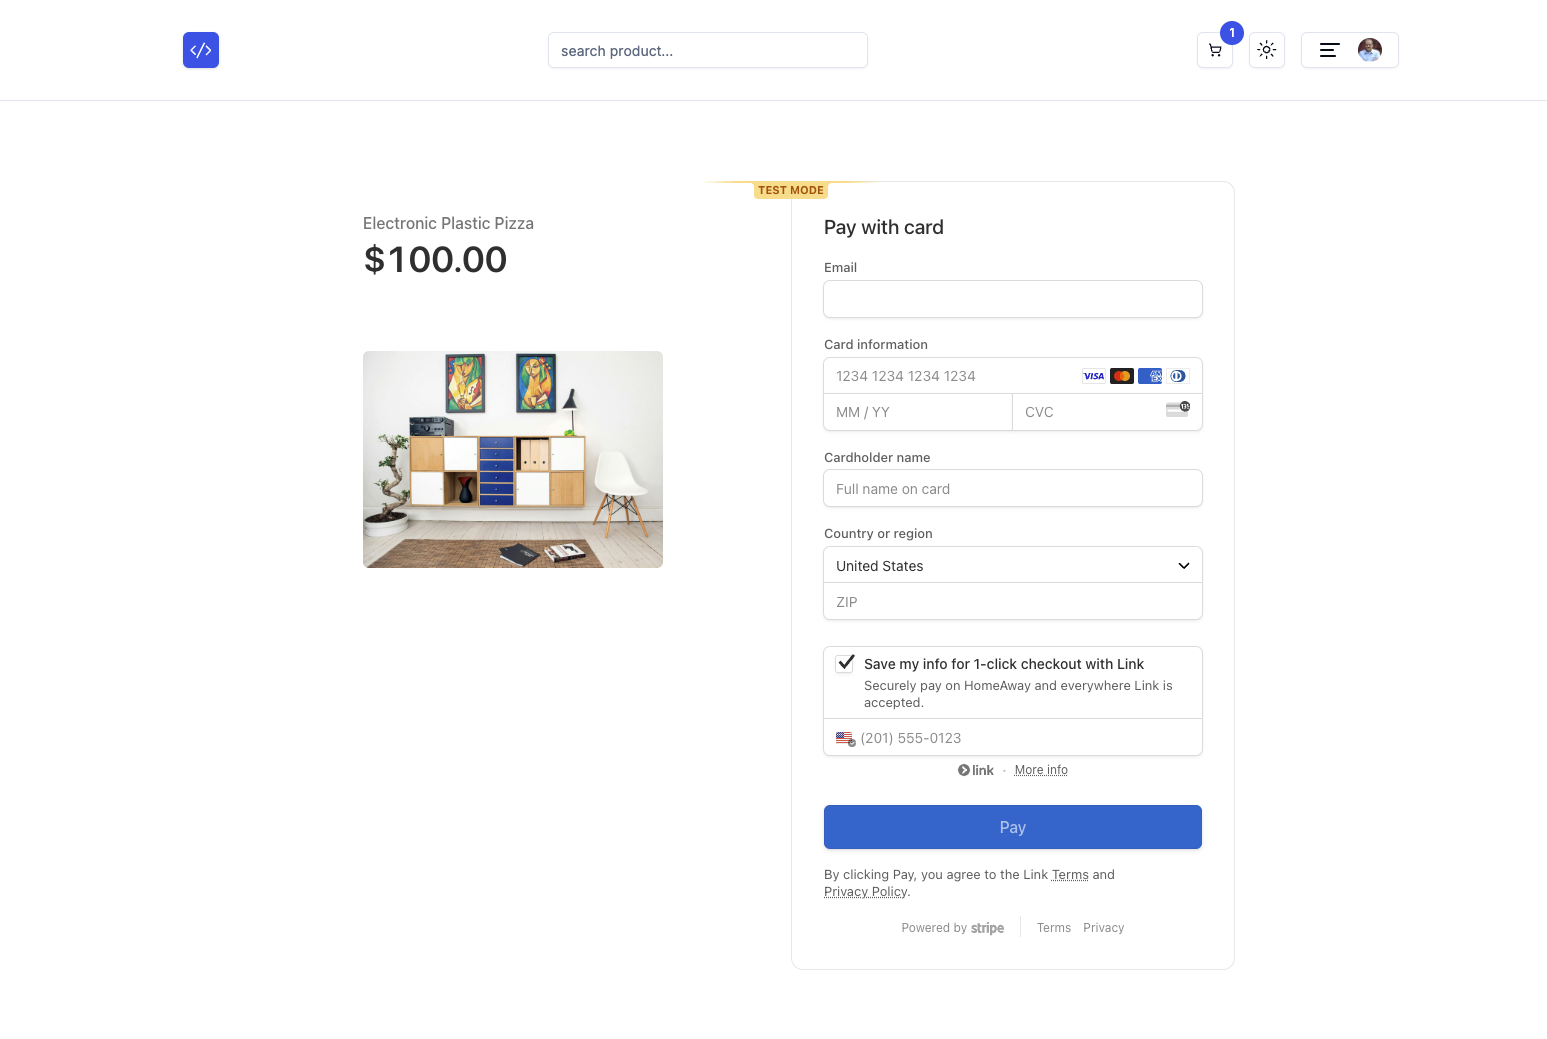 </>
search product...
1
TEST MODE
Electronic Plastic Pizza
$100.00
Pay with card
Email
Card information
1234 1234 1234 1234
VISA
MM / YY
CVC
Cardholder name
Full name on card
Country or region
United States
ZIP
Save my info for 1-click checkout with Link
Securely pay on HomeAway and everywhere Link is
accepted.
(201) 555-0123
link · More info
Pay
By clicking Pay, you agree to the Link Terms and
Privacy Policy.
Powered by stripe
Terms Privacy